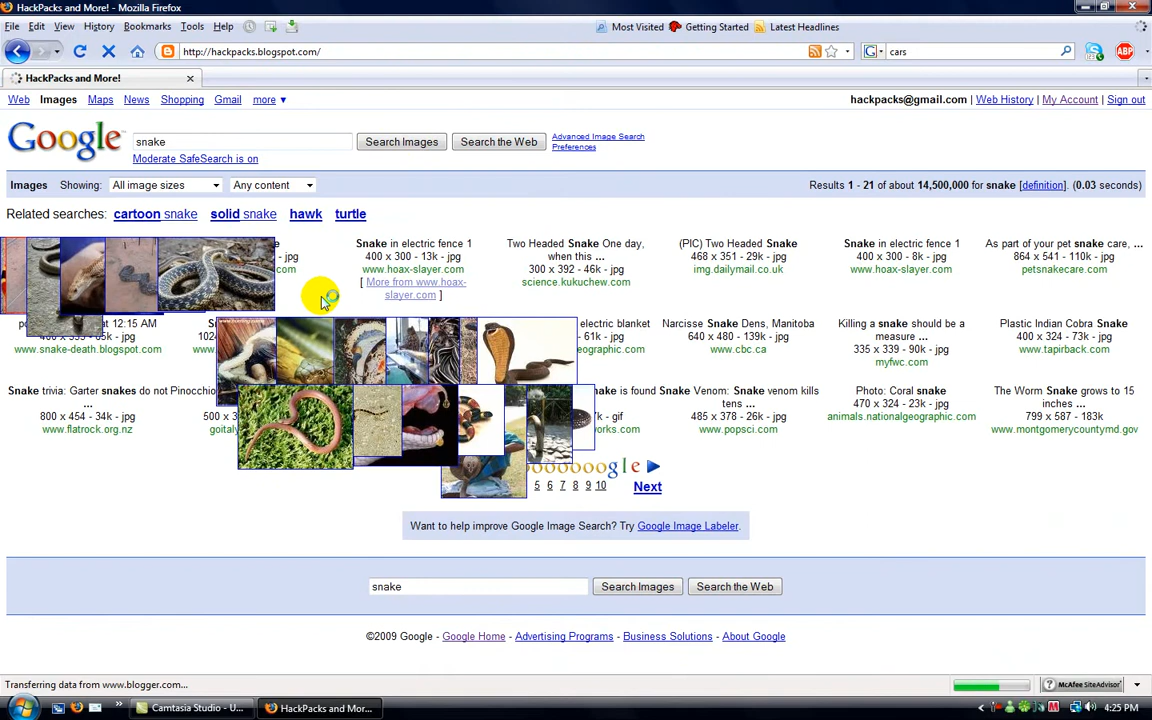 HackPacks and More! - Mozilla Firefox
File Edit View History Bookmarks Tools Help
Most Visited Getting Started Latest Headlines
http://hackpacks.blogspot.com/
cars
ABP
HackPacks and More!
Web Images Maps News Shopping Gmail more ▼
hackpacks@gmail.com | Web History | My Account | Sign out
Google
snake
Search Images
Search the Web
Advanced Image Search
Preferences
Moderate SafeSearch is on
Images Showing: All image sizes Any content
Results 1 - 21 of about 14,500,000 for snake [definition]. (0.03 seconds)
Related searches: cartoon snake solid snake hawk turtle
Snake in electric fence 1
400 x 300 - 13k - jpg
www.hoax-slayer.com
[ More from www.hoax-
slayer.com ]
Two Headed Snake One day,
when this ...
300 x 392 - 46k - jpg
science.kukuchew.com
(PIC) Two Headed Snake
468 x 351 - 29k - jpg
img.dailymail.co.uk
Snake in electric fence 1
400 x 300 - 8k - jpg
www.hoax-slayer.com
As part of your pet snake care, ...
864 x 541 - 110k - jpg
petsnakecare.com
- jpg
com
at 12:15 AM
- jpg
www.snake-death.blogspot.com
electric blanket
61k - jpg
Narcisse Snake Dens, Manitoba
640 x 480 - 139k - jpg
www.cbc.ca
Killing a snake should be a
mistake ...
335 x 339 - 90k - jpg
myfwc.com
Plastic Indian Cobra Snake
400 x 324 - 73k - jpg
www.tapirback.com
Snake trivia: Garter snakes do not
...
800 x 454 - 34k - jpg
www.flatrock.org.nz
Pinocchio
500 x 3
goitaly
is found
7k - gif
Snake Venom: Snake venom kills
tens ...
485 x 378 - 26k - jpg
www.popsci.com
Photo: Coral snake
470 x 324 - 23k - jpg
animals.nationalgeographic.com
The Worm Snake grows to 15
inches ...
799 x 587 - 183k
www.montgomerycountymd.gov
5 6 7 8 9 10 Next
Want to help improve Google Image Search? Try Google Image Labeler.
snake
Search Images
Search the Web
©2009 Google - Google Home - Advertising Programs - Business Solutions - About Google
Transferring data from www.blogger.com...
McAfee SiteAdvisor
Camtasia Studio - U...
HackPacks and Mor...
4:25 PM